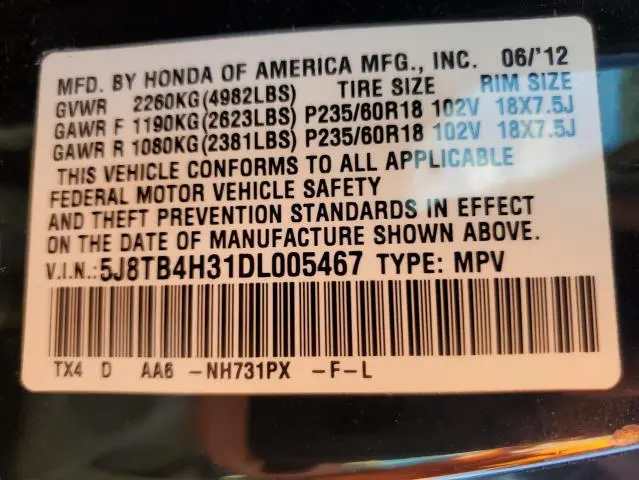 MFD. BY HONDA OF AMERICA MFG., INC. 06/'12
GVWR 2260KG(4982LBS) TIRE SIZE RIM SIZE
GAWR F 1190KG(2623LBS) P235/60R18 102V 18X7.5J
GAWR R 1080KG(2381LBS) P235/60R18 102V 18X7.5J
THIS VEHICLE CONFORMS TO ALL APPLICABLE
FEDERAL MOTOR VEHICLE SAFETY
AND THEFT PREVENTION STANDARDS IN EFFECT
ON THE DATE OF MANUFACTURE SHOWN ABOVE.
V.I.N.:5J8TB4H31DL005467 TYPE: MPV
TX4 D AA6 -NH731PX -F-L